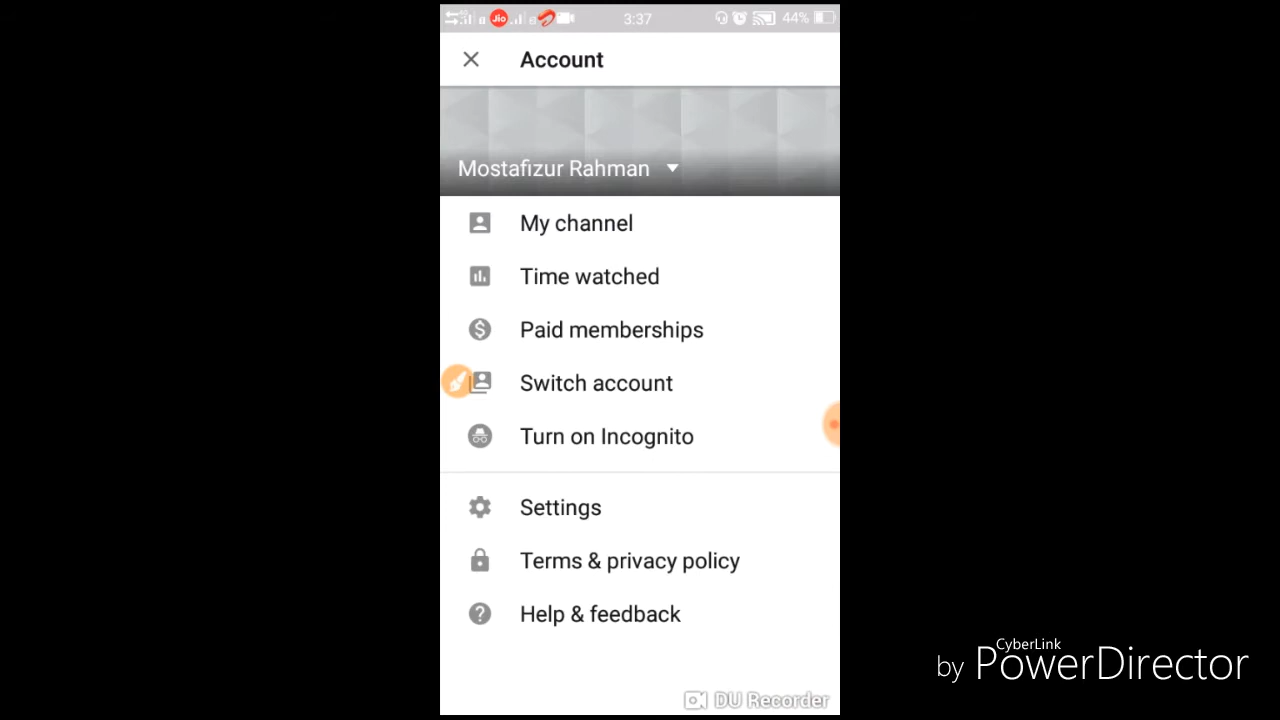 Jio 3:37 44%
Account
Mostafizur Rahman
My channel
Time watched
Paid memberships
Switch account
Turn on Incognito
Settings
Terms & privacy policy
Help & feedback
CyberLink
by PowerDirector
DU Recorder